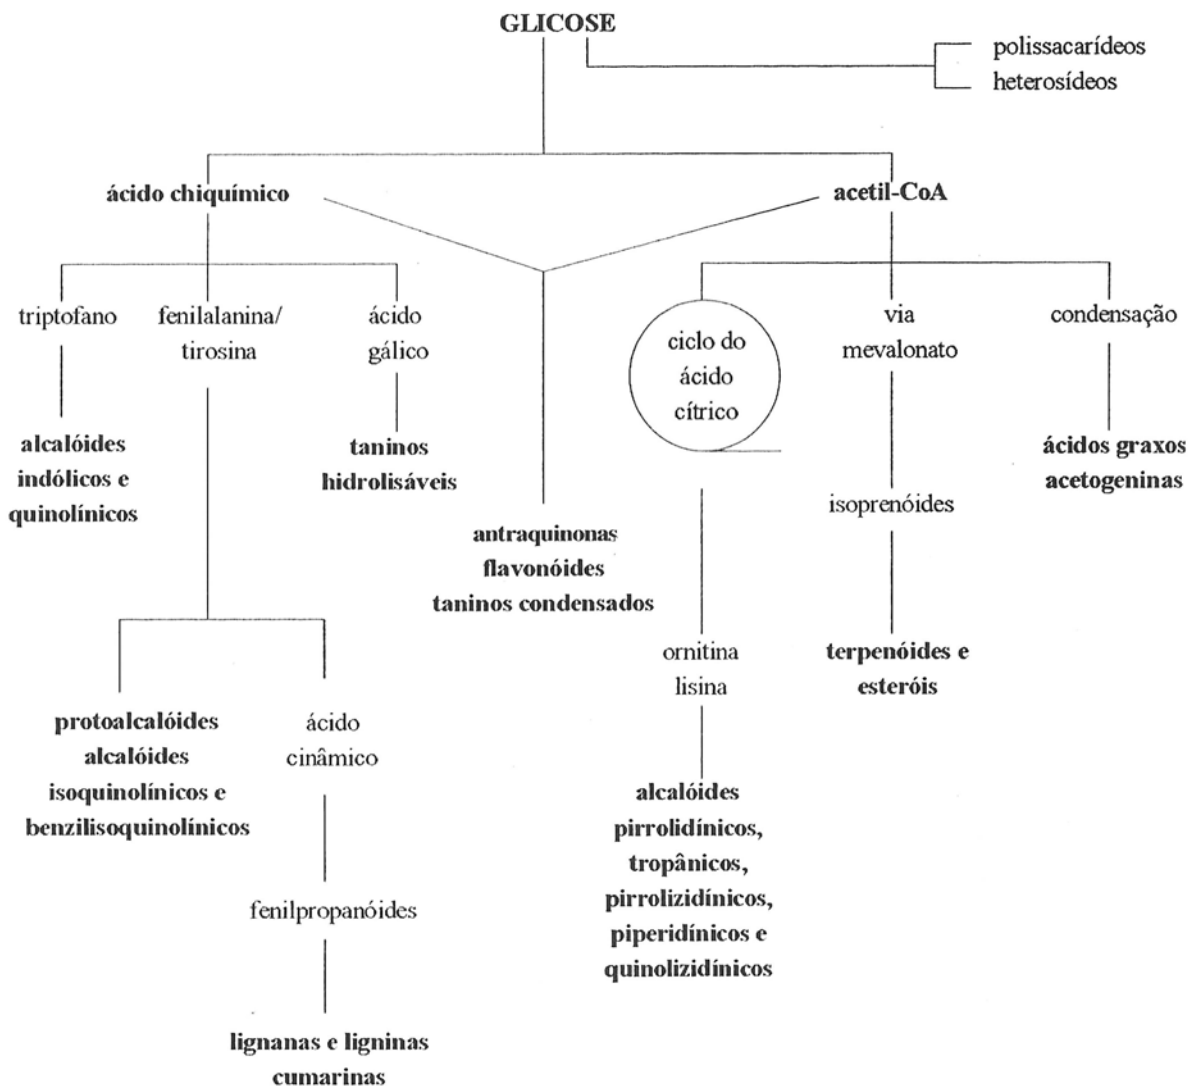 GLICOSE
polissacarídeos
heterosídeos
ácido chiquímico
acetil-CoA
triptofano
fenilalanina/
tirosina
ácido
gálico
ciclo do
ácido
cítrico
via
mevalonato
condensação
alcalóides
indólicos e
quinolínicos
taninos
hidrolisáveis
antraquinonas
flavonóides
taninos condensados
isoprenóides
ácidos graxos
acetogeninas
ornitina
lisina
terpenóides e
esteróis
protoalcalóides
alcalóides
isoquinolínicos e
benzilisoquinolínicos
ácido
cinâmico
alcalóides
pirrolidínicos,
tropânicos,
pirrolizidínicos,
piperidínicos e
quinolizidínicos
fenilpropanóides
lignanas e ligninas
cumarinas